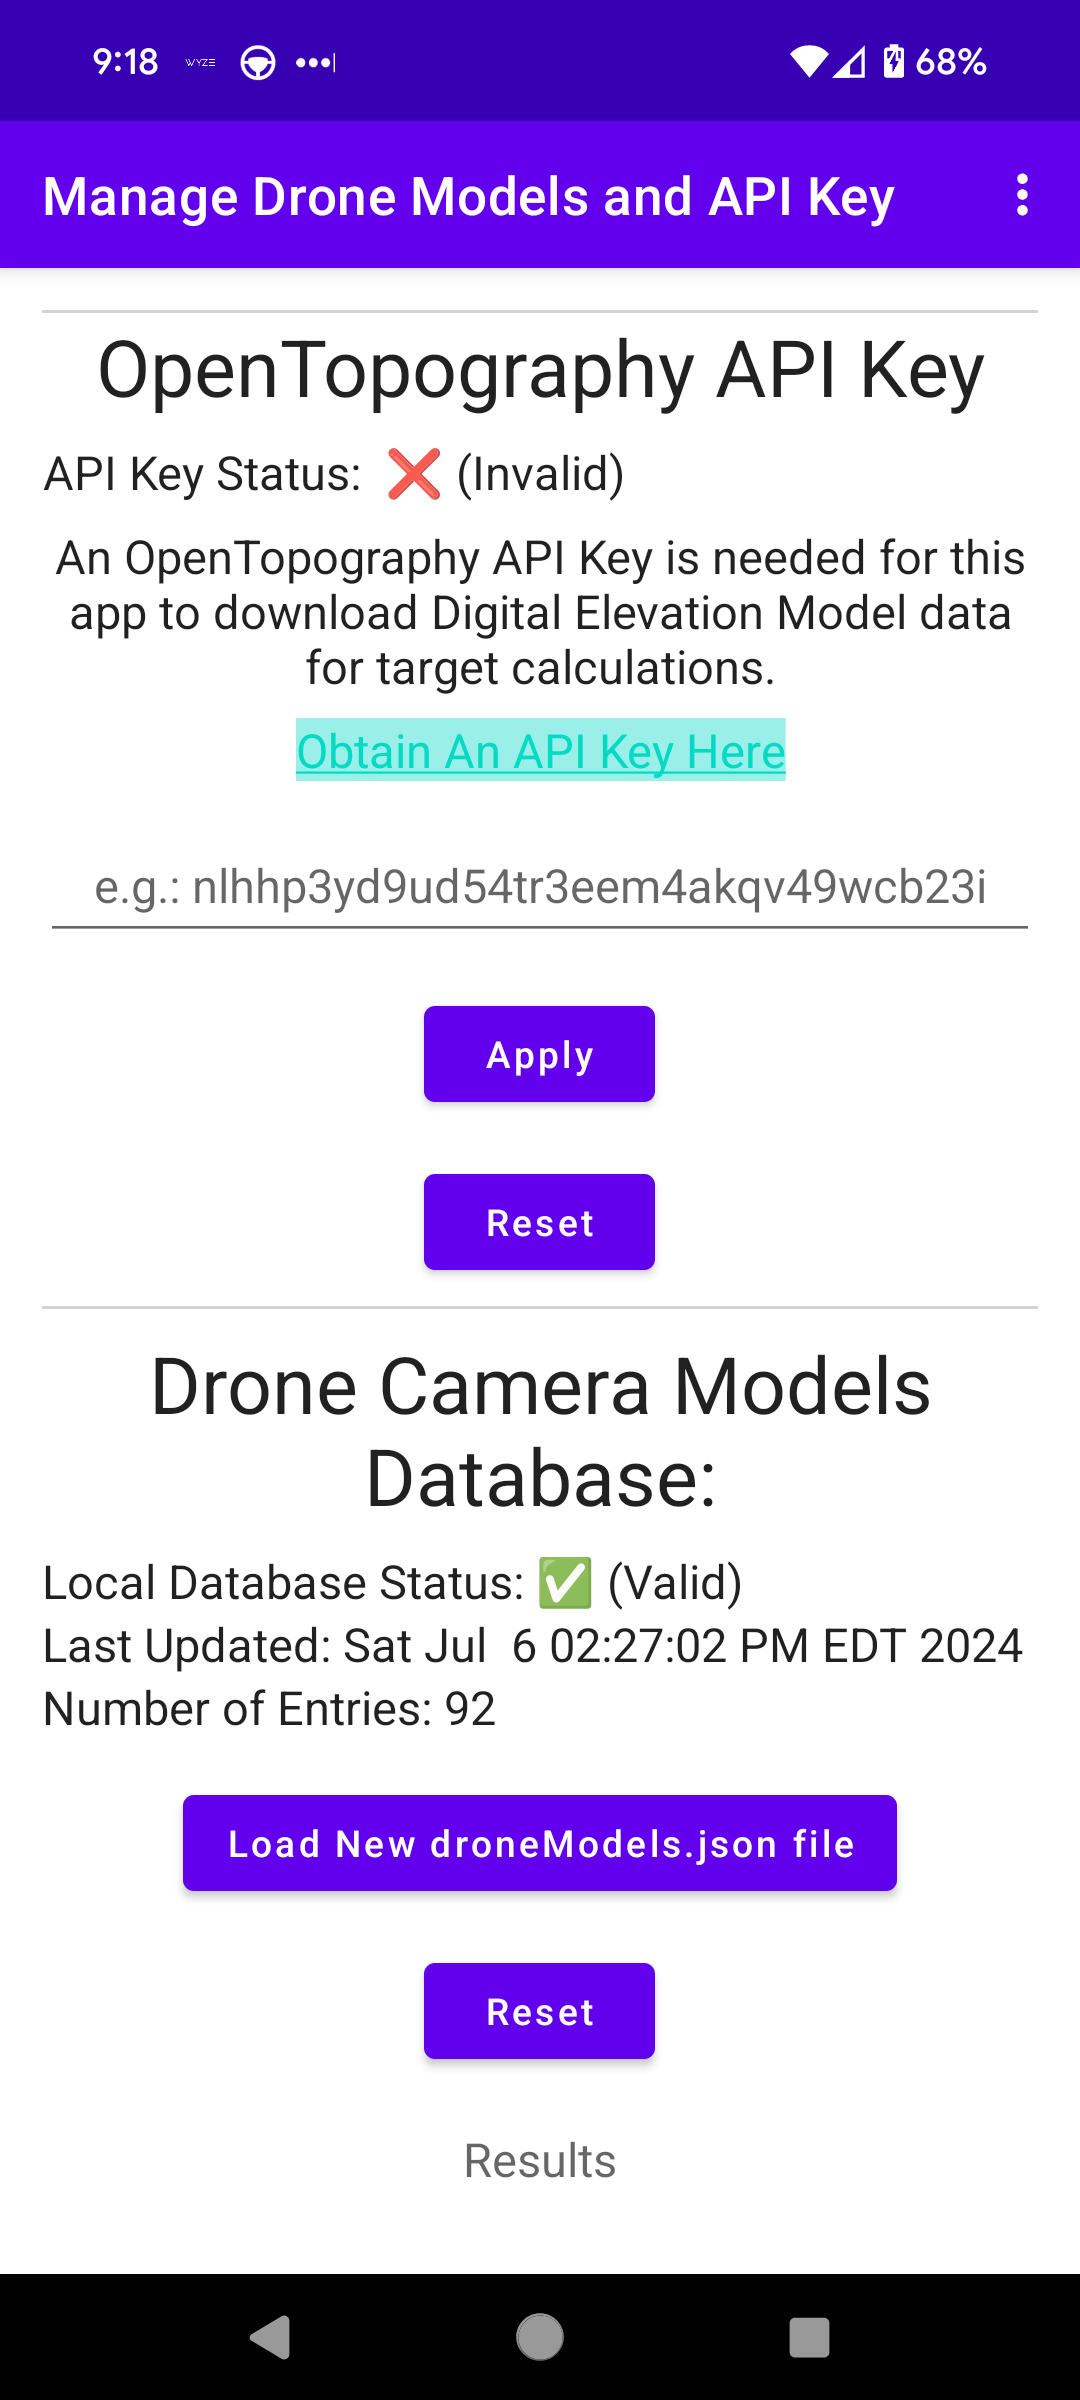 9:18 WYZE 68%
Manage Drone Models and API Key
OpenTopography API Key
API Key Status: ❌ (Invalid)
An OpenTopography API Key is needed for this
app to download Digital Elevation Model data
for target calculations.
Obtain An API Key Here
e.g.: nlhhp3yd9ud54tr3eem4akqv49wcb23i
Apply
Reset
Drone Camera Models
Database:
Local Database Status: ✅ (Valid)
Last Updated: Sat Jul  6 02:27:02 PM EDT 2024
Number of Entries: 92
Load New droneModels.json file
Reset
Results